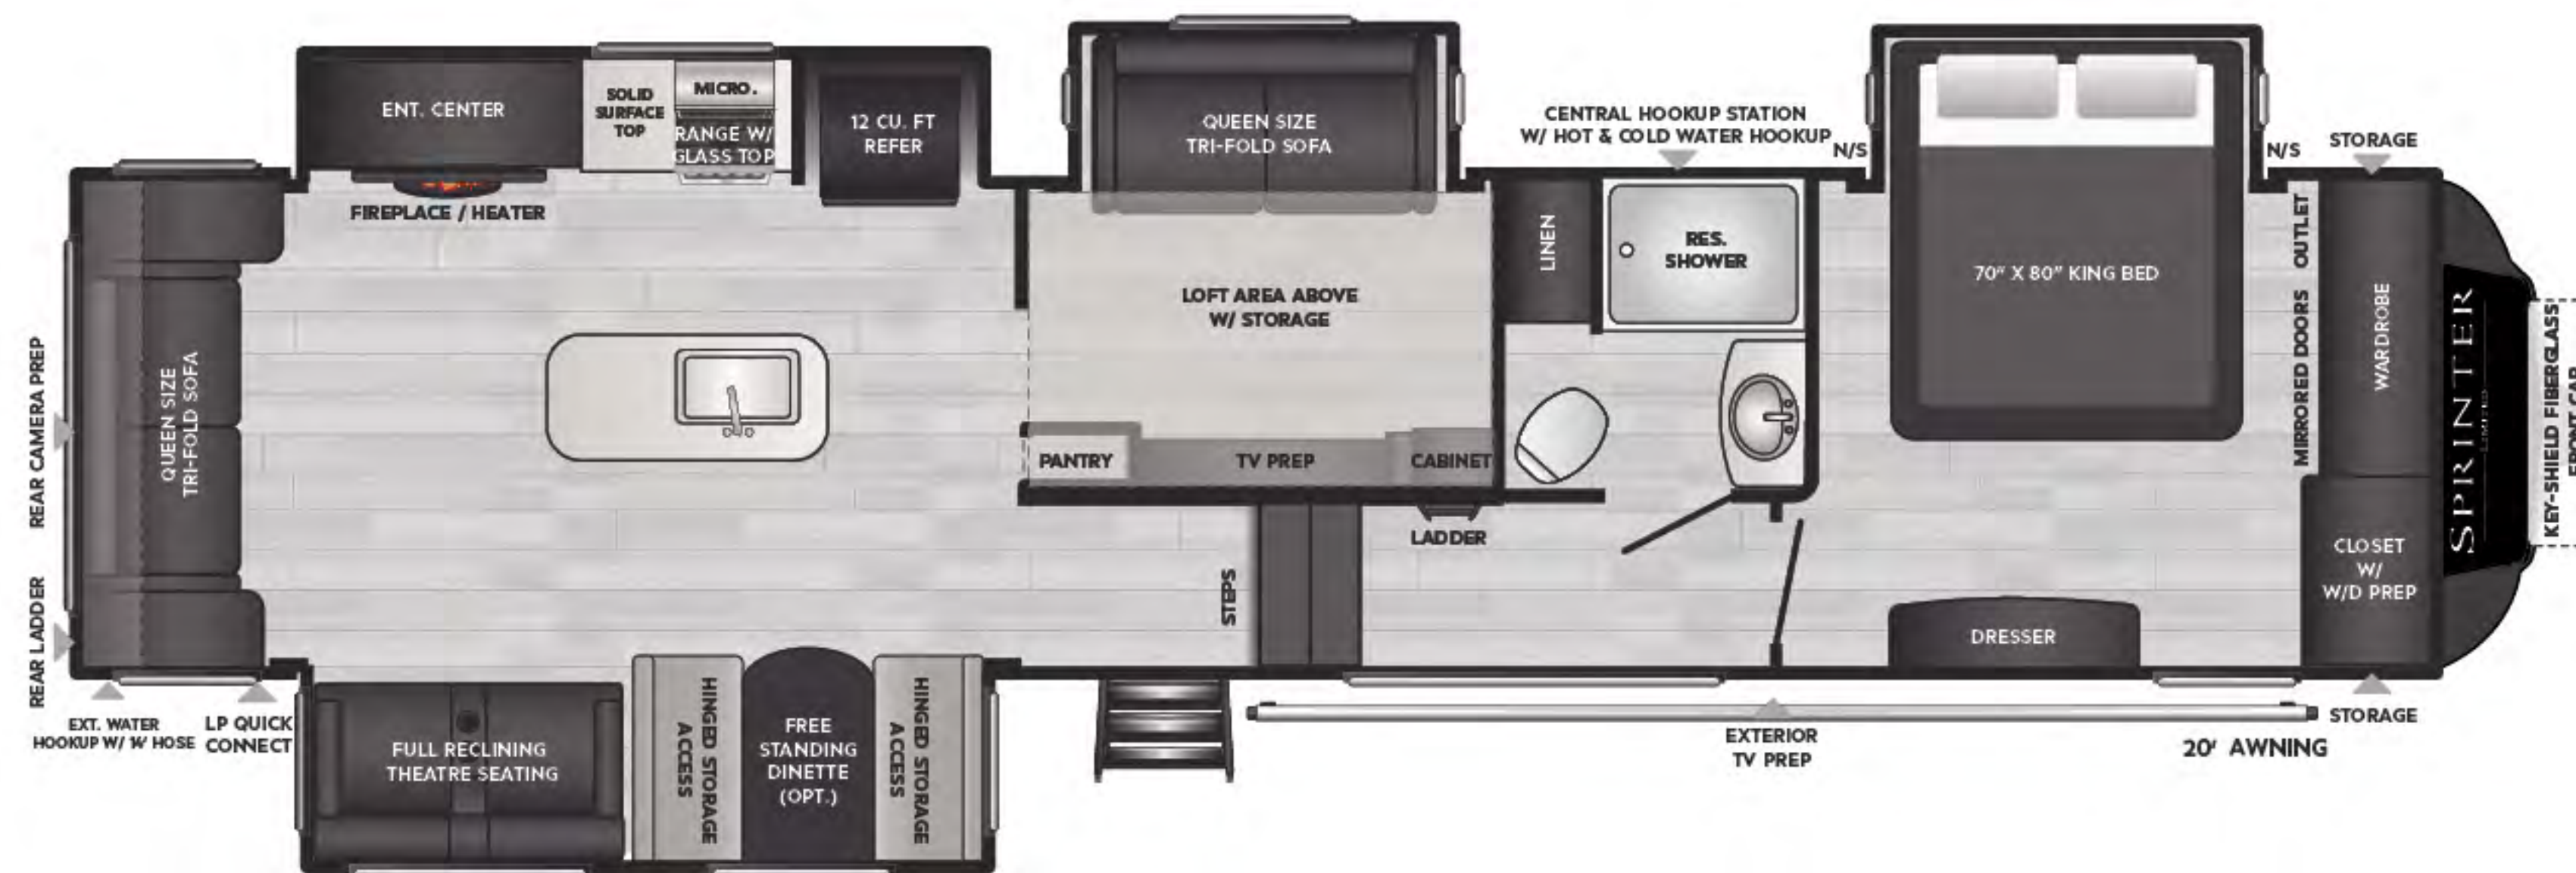 ENT. CENTER
SOLID
SURFACE
TOP
MICRO.
RANGE W/
GLASS TOP
12 CU. FT
REFER
FIREPLACE / HEATER
QUEEN SIZE
TRI-FOLD SOFA
CENTRAL HOOKUP STATION
W/ HOT & COLD WATER HOOKUP
N/S
N/S
STORAGE
LINEN
RES.
SHOWER
70" X 80" KING BED
OUTLET
MIRRORED DOORS
WARDROBE
SPRINTER
LIMITED
KEY-SHIELD FIBERGLASS
FRONT CAP
LOFT AREA ABOVE
W/ STORAGE
REAR CAMERA PREP
QUEEN SIZE
TRI-FOLD SOFA
PANTRY
TV PREP
CABINET
LADDER
STEPS
CLOSET
W/
W/D PREP
DRESSER
REAR LADDER
EXT. WATER
HOOKUP W/ HOSE
LP QUICK
CONNECT
FULL RECLINING
THEATRE SEATING
HINGED STORAGE
ACCESS
FREE
STANDING
DINETTE
(OPT.)
HINGED STORAGE
ACCESS
EXTERIOR
TV PREP
STORAGE
20' AWNING